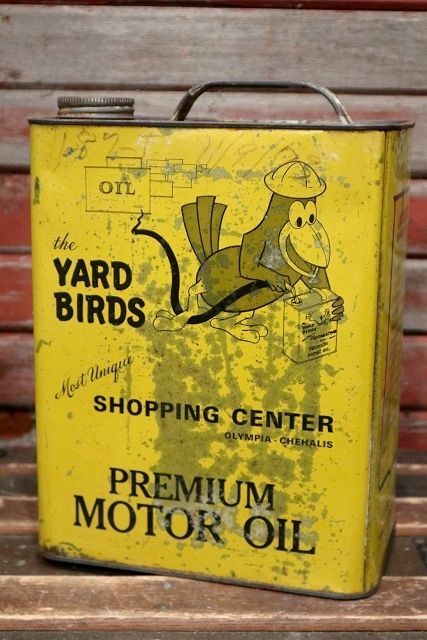 OIL
the
YARD
BIRDS
Most Unique
SHOPPING CENTER
OLYMPIA - CHEHALIS
PREMIUM
MOTOR OIL